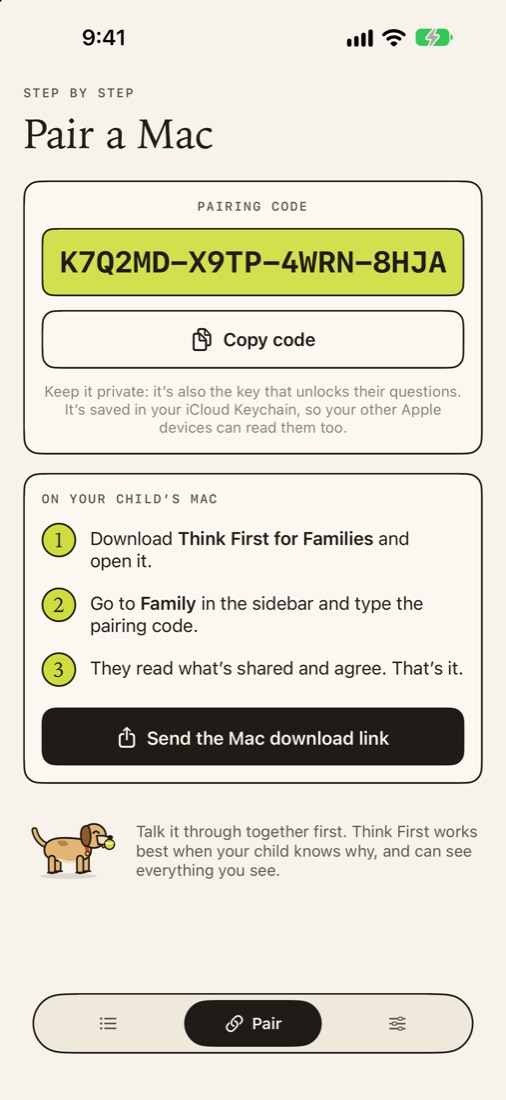 9:41
STEP BY STEP
Pair a Mac
PAIRING CODE
K7Q2MD–X9TP–4WRN–8HJA
Copy code
Keep it private: it’s also the key that unlocks their questions.
It’s saved in your iCloud Keychain, so your other Apple
devices can read them too.
ON YOUR CHILD’S MAC
1 Download Think First for Families and
open it.
2 Go to Family in the sidebar and type the
pairing code.
3 They read what’s shared and agree. That’s it.
Send the Mac download link
Talk it through together first. Think First works
best when your child knows why, and can see
everything you see.
Pair